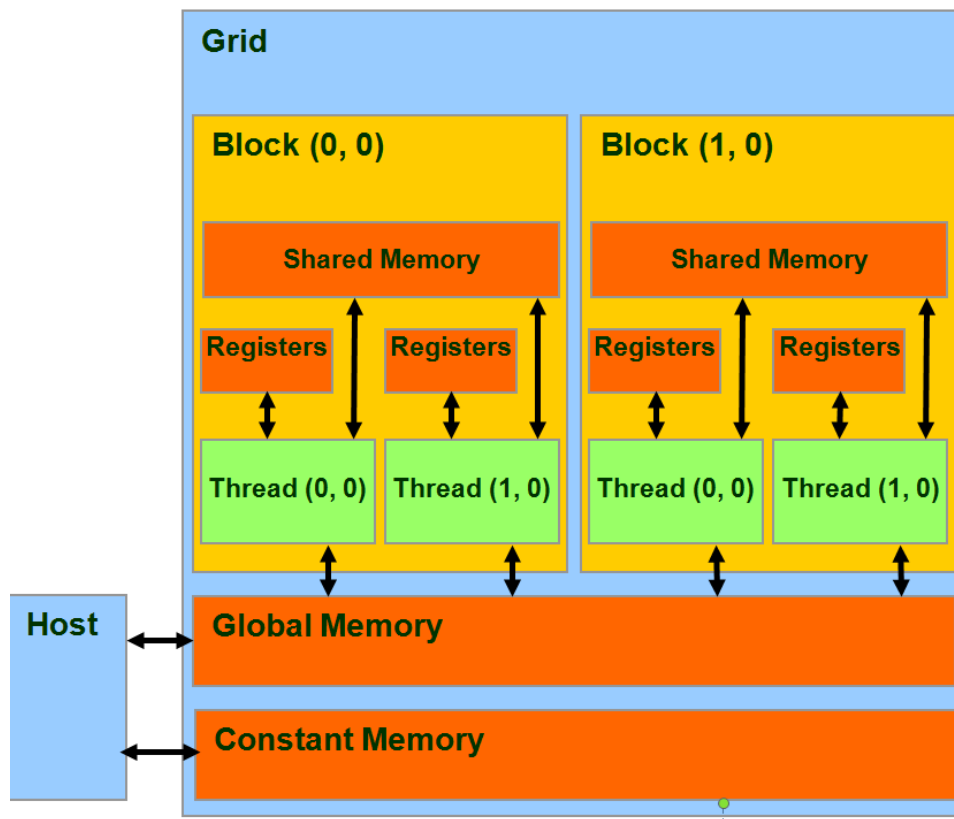 Grid
Block (0, 0)
Block (1, 0)
Shared Memory
Shared Memory
Registers
Registers
Registers
Registers
Thread (0, 0)
Thread (1, 0)
Thread (0, 0)
Thread (1, 0)
Host
Global Memory
Constant Memory